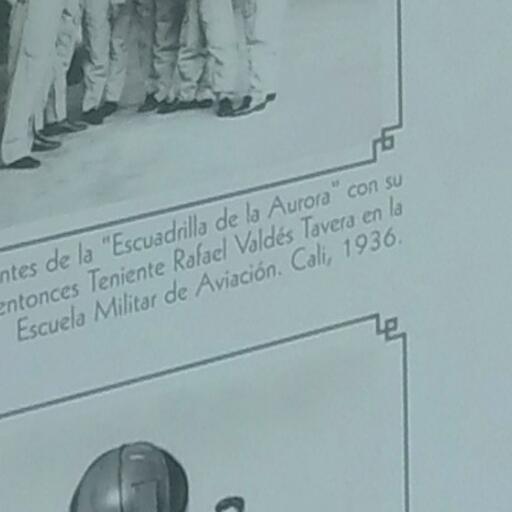 ntes de la "Escuadrilla de la Aurora" con su
entonces Teniente Rafael Valdés Tavera en la
Escuela Militar de Aviación. Cali, 1936.